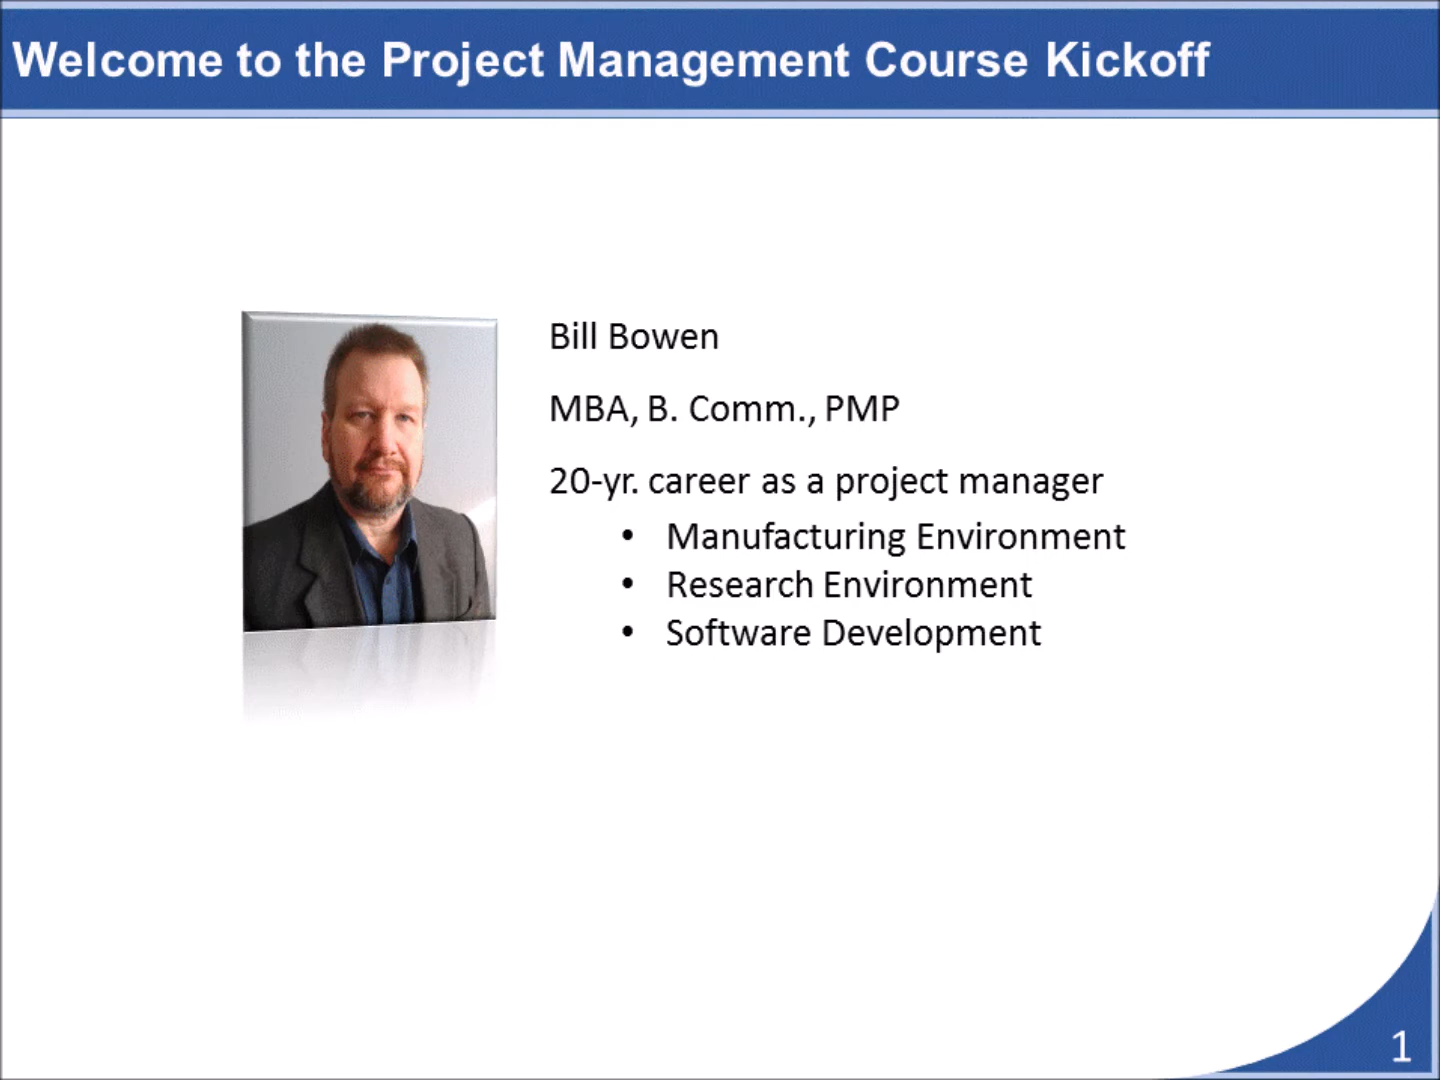 Welcome to the Project Management Course Kickoff
Bill Bowen
MBA, B. Comm., PMP
20-yr. career as a project manager
• Manufacturing Environment
• Research Environment
• Software Development
1